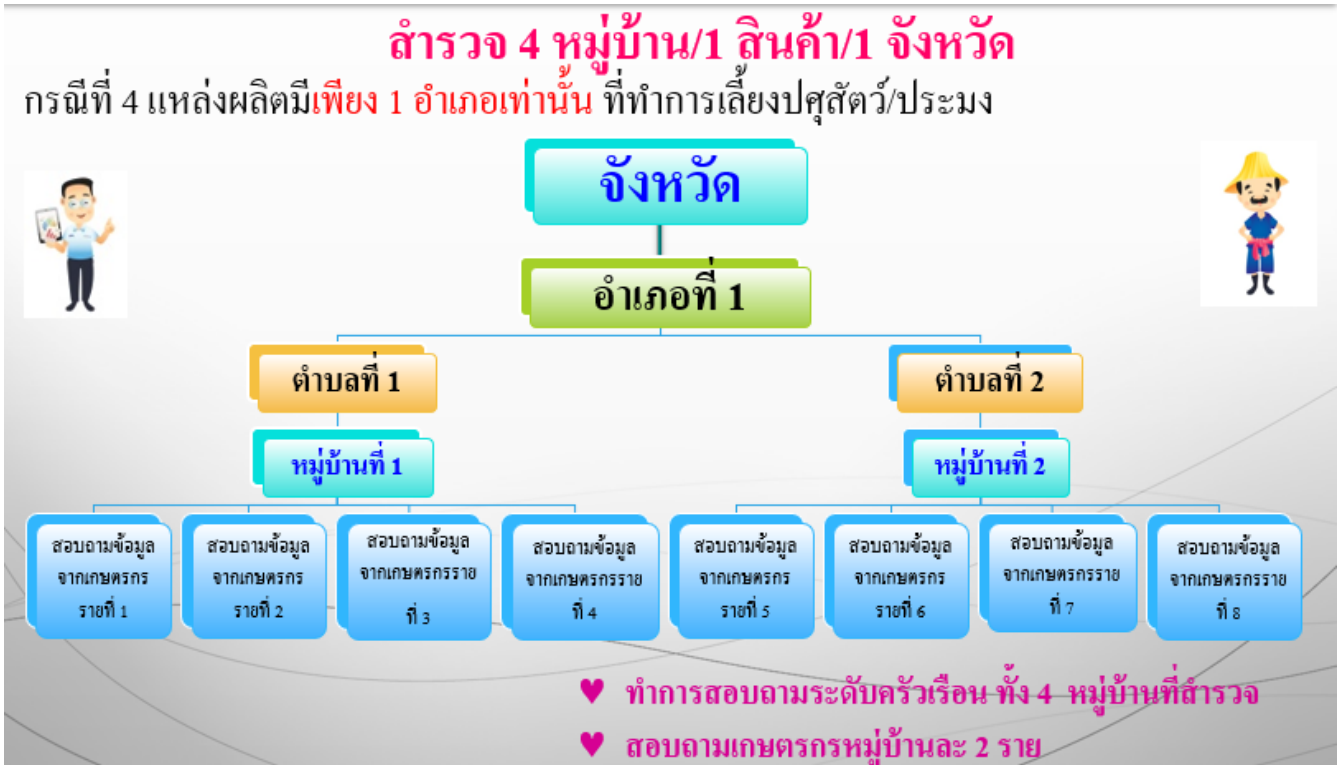 สำรวจ 4 หมู่บ้าน/1 สินค้า/1 จังหวัด
กรณีที่ 4 แหล่งผลิตมีเพียง 1 อำเภอเท่านั้น ที่ทำการเลี้ยงปศุสัตว์/ประมง
จังหวัด
อำเภอที่ 1
ตำบลที่ 1
ตำบลที่ 2
หมู่บ้านที่ 1
หมู่บ้านที่ 2
สอบถามข้อมูล
จากเกษตรกร
รายที่ 1
สอบถามข้อมูล
จากเกษตรกร
รายที่ 2
สอบถามข้อมูล
จากเกษตรกรราย
ที่ 3
สอบถามข้อมูล
จากเกษตรกรราย
ที่ 4
สอบถามข้อมูล
จากเกษตรกร
รายที่ 5
สอบถามข้อมูล
จากเกษตรกร
รายที่ 6
สอบถามข้อมูล
จากเกษตรกรราย
ที่ 7
สอบถามข้อมูล
จากเกษตรกรราย
ที่ 8
♥ ทำการสอบถามระดับครัวเรือน ทั้ง 4 หมู่บ้านที่สำรวจ
♥ สอบถามเกษตรกรหมู่บ้านละ 2 ราย